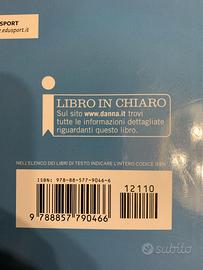 SPORT
www.edusport.it
LIBRO IN CHIARO
Sul sito www.danna.it trovi
tutte le informazioni dettagliate
riguardanti questo libro.
NELL'ELENCO DEI LIBRI DI TESTO INDICARE L'INTERO CODICE ISBN
ISBN: 978-88-577-9046-6
12110
9 788857 790466
subito